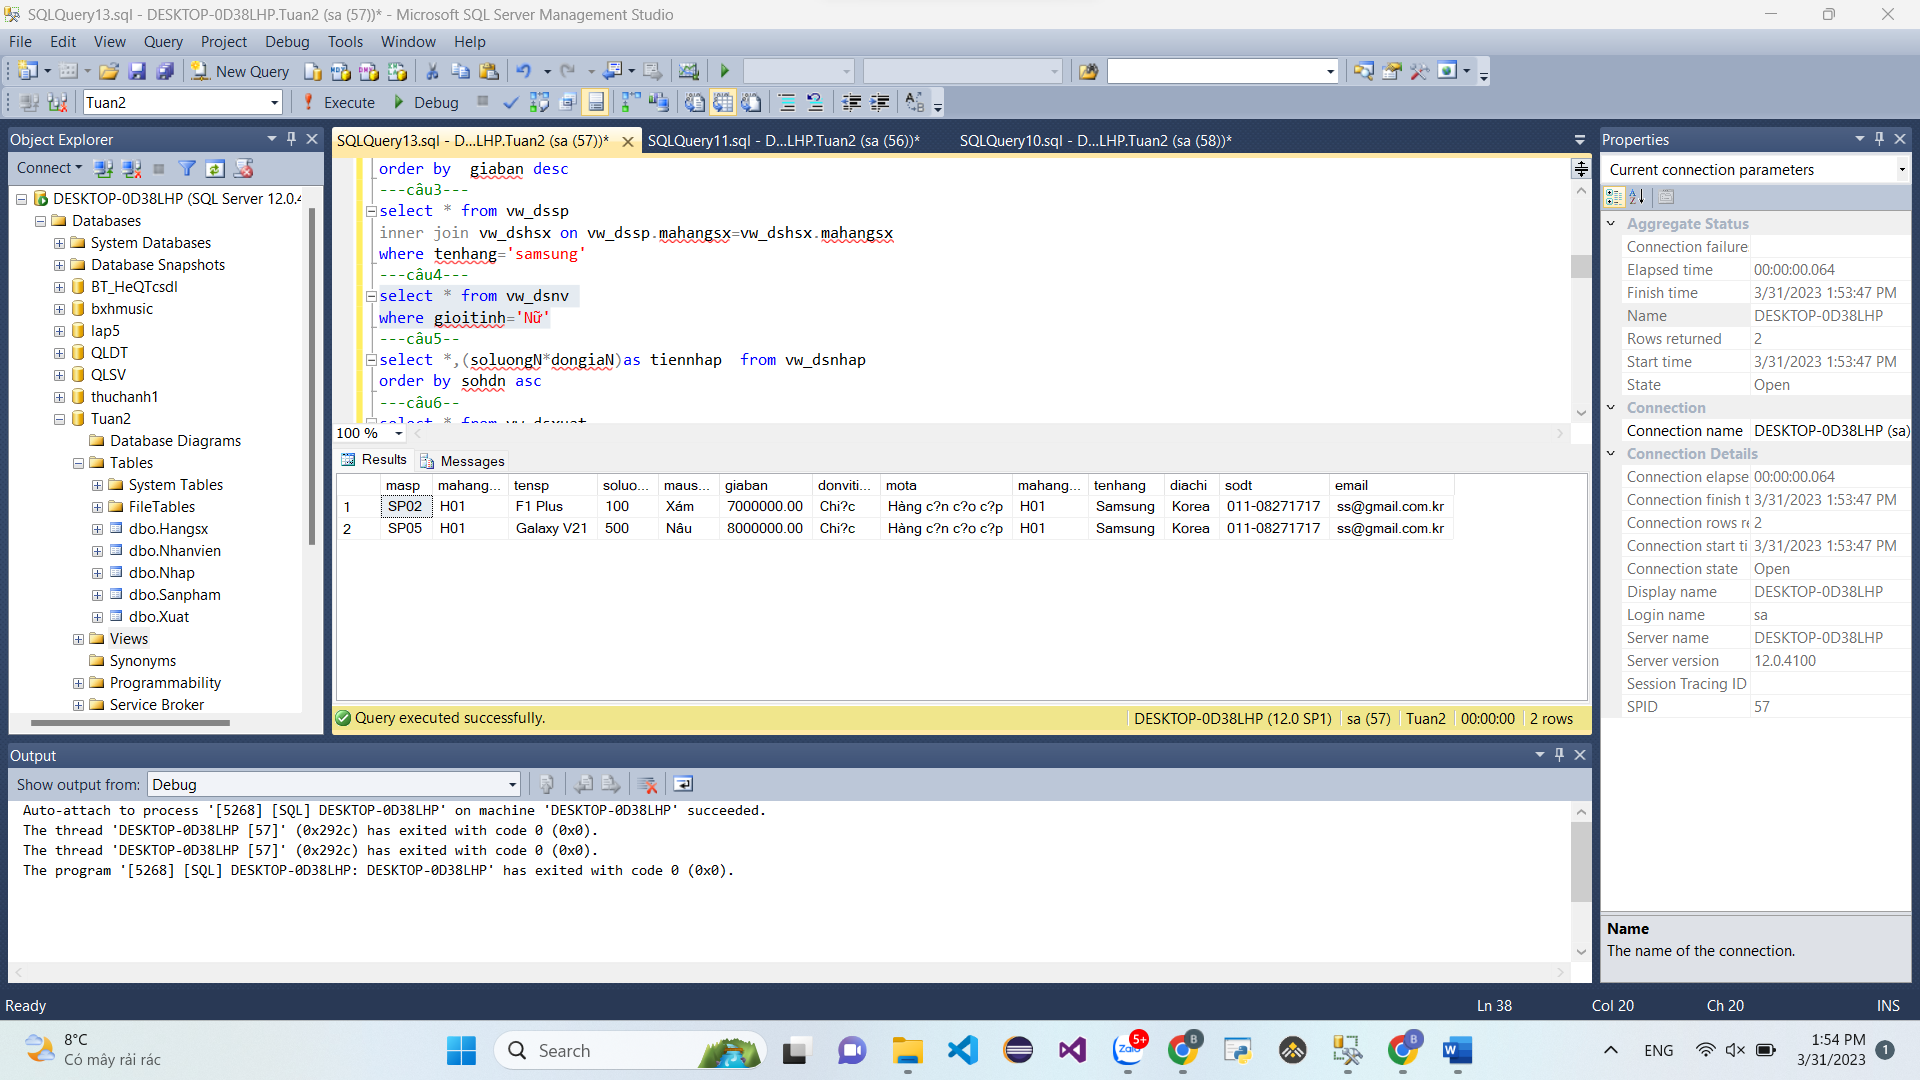 SQLQuery13.sql - DESKTOP-0D38LHP.Tuan2 (sa (57))* - Microsoft SQL Server Management Studio
File Edit View Query Project Debug Tools Window Help
New Query
Tuan2 Execute Debug
Object Explorer
Connect
DESKTOP-0D38LHP (SQL Server 12.0.4
Databases
System Databases
Database Snapshots
BT_HeQTcsdl
bxhmusic
lap5
QLDT
QLSV
thuchanh1
Tuan2
Database Diagrams
Tables
System Tables
FileTables
dbo.Hangsx
dbo.Nhanvien
dbo.Nhap
dbo.Sanpham
dbo.Xuat
Views
Synonyms
Programmability
Service Broker
SQLQuery13.sql - D...LHP.Tuan2 (sa (57))* SQLQuery11.sql - D...LHP.Tuan2 (sa (56))* SQLQuery10.sql - D...LHP.Tuan2 (sa (58))*
order by  giaban desc
---câu3---
select * from vw_dssp
inner join vw_dshsx on vw_dssp.mahangsx=vw_dshsx.mahangsx
where tenhang='samsung'
---câu4---
select * from vw_dsnv
where gioitinh='Nữ'
---câu5--
select *,(soluongN*dongiaN)as tiennhap  from vw_dsnhap
order by sohdn asc
---câu6--
select * from vw_dsxuat
100 %
Results Messages
masp mahang... tensp soluo... maus... giaban donviti... mota mahang... tenhang diachi sodt email
1 SP02 H01 F1 Plus 100 Xám 7000000.00 Chi?c Hàng c?n c?o c?p H01 Samsung Korea 011-08271717 ss@gmail.com.kr
2 SP05 H01 Galaxy V21 500 Nâu 8000000.00 Chi?c Hàng c?n c?o c?p H01 Samsung Korea 011-08271717 ss@gmail.com.kr
Query executed successfully. DESKTOP-0D38LHP (12.0 SP1) sa (57) Tuan2 00:00:00 2 rows
Properties
Current connection parameters
Aggregate Status
Connection failure
Elapsed time 00:00:00.064
Finish time 3/31/2023 1:53:47 PM
Name DESKTOP-0D38LHP
Rows returned 2
Start time 3/31/2023 1:53:47 PM
State Open
Connection
Connection name DESKTOP-0D38LHP (sa)
Connection Details
Connection elapse 00:00:00.064
Connection finish t 3/31/2023 1:53:47 PM
Connection rows re 2
Connection start ti 3/31/2023 1:53:47 PM
Connection state Open
Display name DESKTOP-0D38LHP
Login name sa
Server name DESKTOP-0D38LHP
Server version 12.0.4100
Session Tracing ID
SPID 57
Name
The name of the connection.
Output
Show output from: Debug
Auto-attach to process '[5268] [SQL] DESKTOP-0D38LHP' on machine 'DESKTOP-0D38LHP' succeeded.
The thread 'DESKTOP-0D38LHP [57]' (0x292c) has exited with code 0 (0x0).
The thread 'DESKTOP-0D38LHP [57]' (0x292c) has exited with code 0 (0x0).
The program '[5268] [SQL] DESKTOP-0D38LHP: DESKTOP-0D38LHP' has exited with code 0 (0x0).
Ready Ln 38 Col 20 Ch 20 INS
8°C
Có mây rải rác
Search
Zalo 5+
B
B
W
ENG
1:54 PM
3/31/2023
1